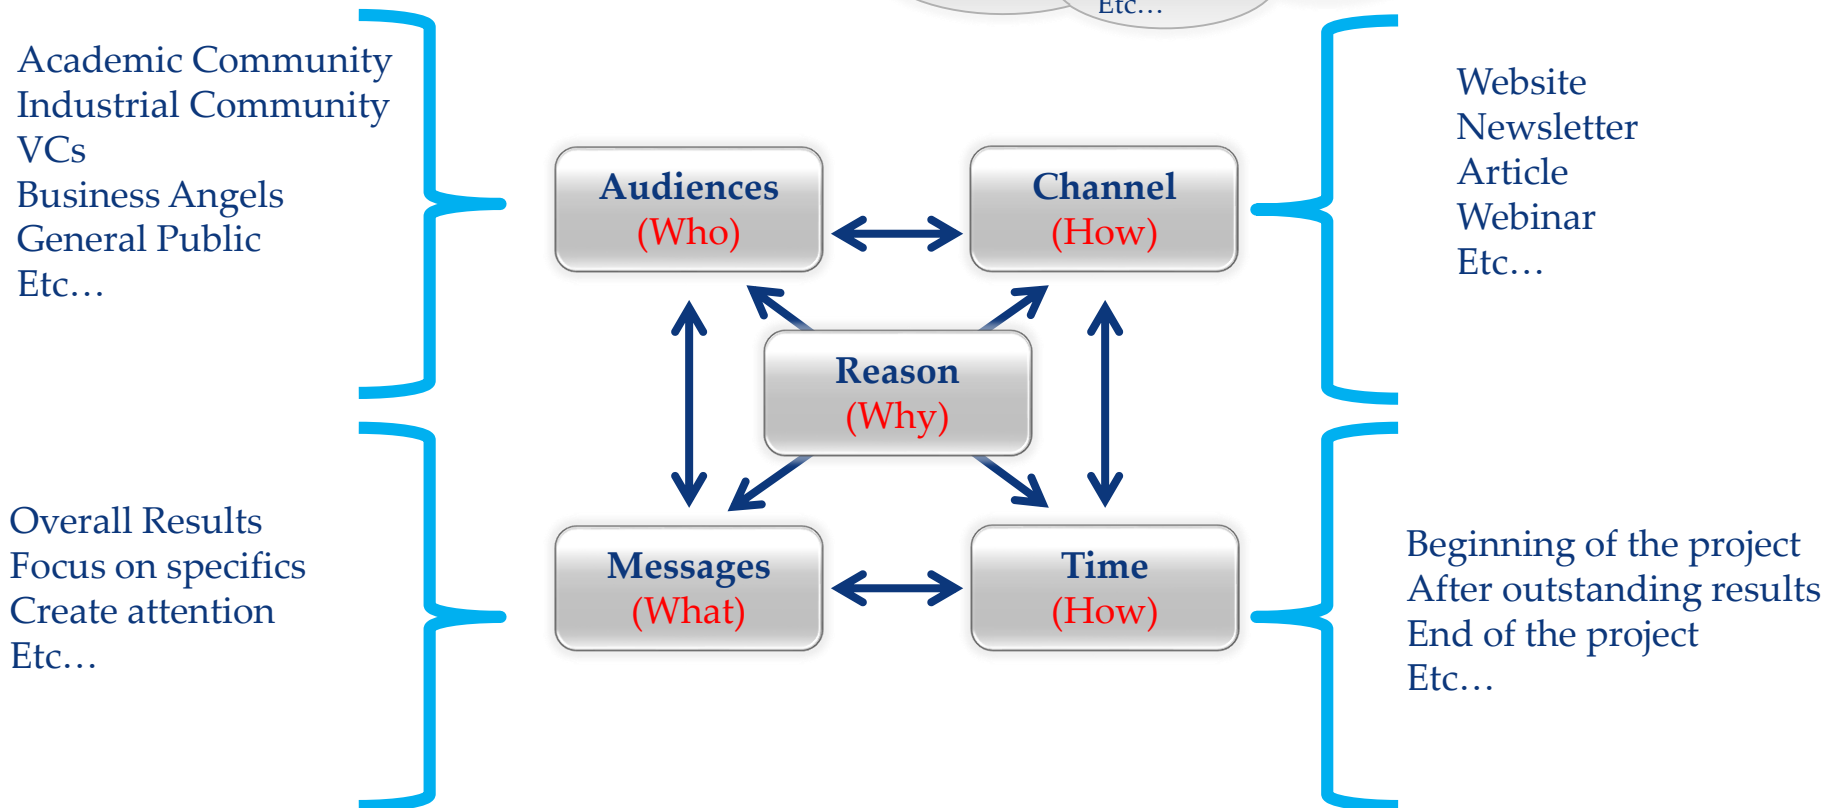 Etc…
Academic Community
Industrial Community
VCs
Business Angels
General Public
Etc…
Audiences
(Who)
Channel
(How)
Website
Newsletter
Article
Webinar
Etc…
Reason
(Why)
Overall Results
Focus on specifics
Create attention
Etc…
Messages
(What)
Time
(How)
Beginning of the project
After outstanding results
End of the project
Etc…